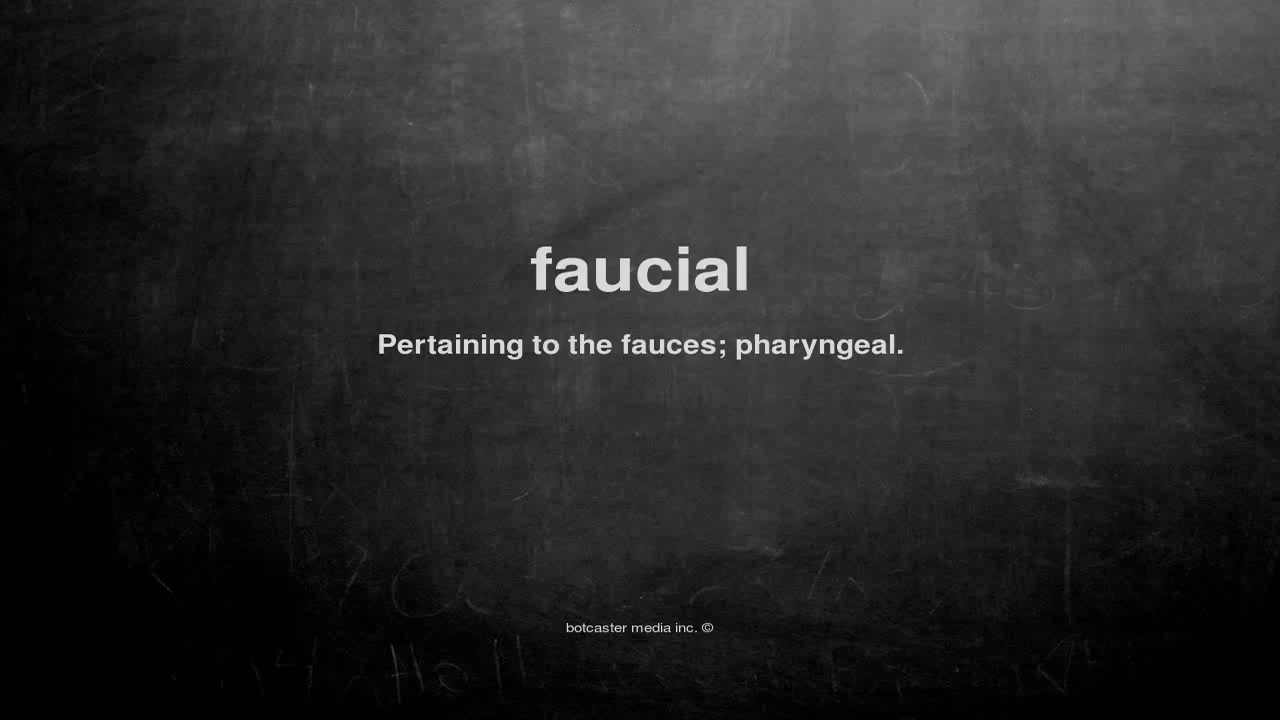 faucial
Pertaining to the fauces; pharyngeal.
botcaster media inc. ©